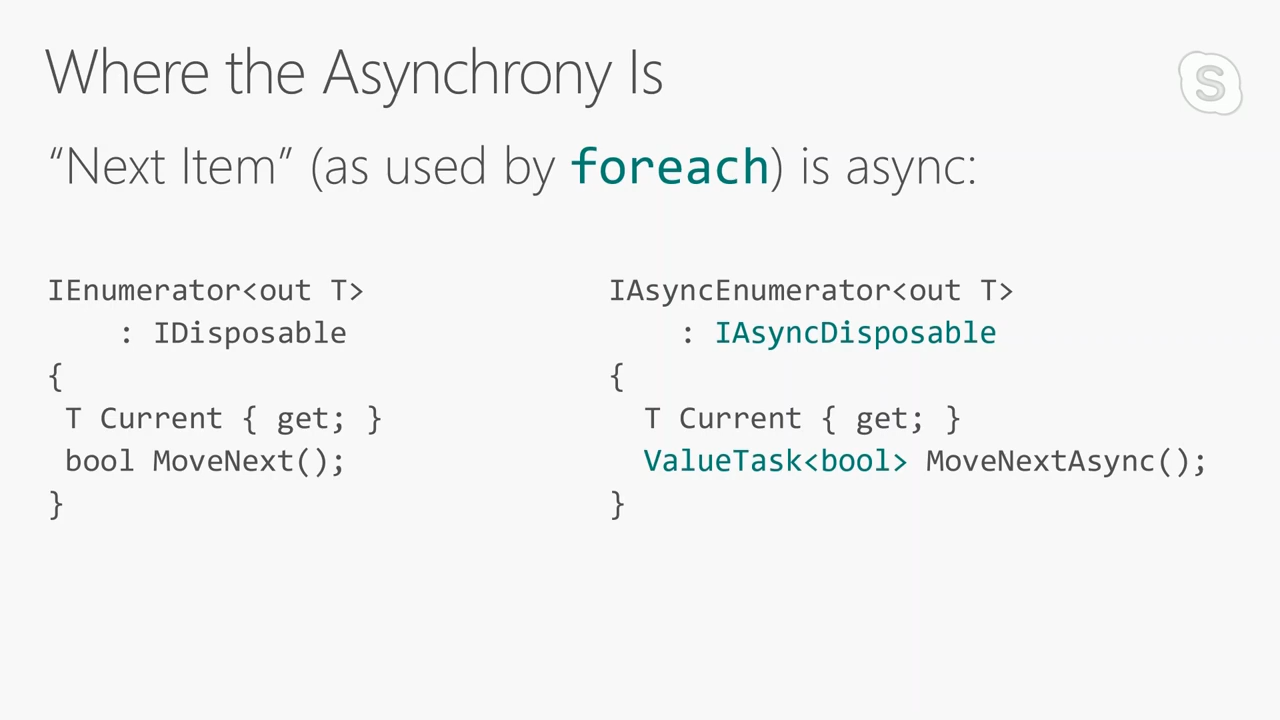 Where the Asynchrony Is
S
“Next Item” (as used by foreach) is async:
IEnumerator<out T>
    : IDisposable
{
 T Current { get; }
 bool MoveNext();
}
IAsyncEnumerator<out T>
    : IAsyncDisposable
{
  T Current { get; }
  ValueTask<bool> MoveNextAsync();
}